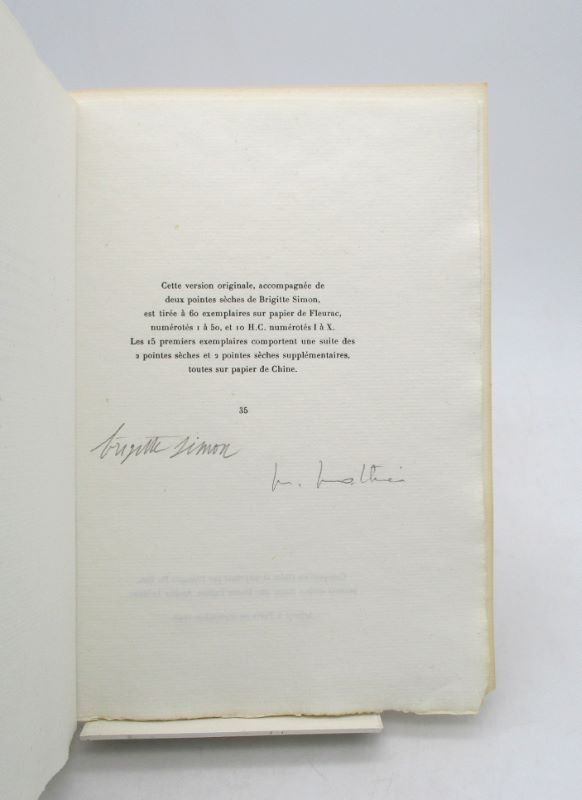 Cette version originale, accompagnée de
deux pointes sèches de Brigitte Simon,
est tirée à 60 exemplaires sur papier de Fleurac,
numérotés 1 à 50, et 10 H.C. numérotés I à X.
Les 15 premiers exemplaires comportent une suite des
2 pointes sèches et 2 pointes sèches supplémentaires,
toutes sur papier de Chine.
35
brigitte simon